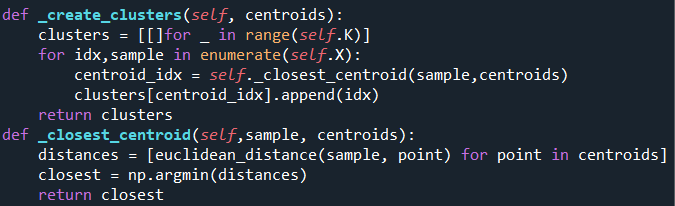 def _create_clusters(self, centroids):
    clusters = [[]for _ in range(self.K)]
    for idx,sample in enumerate(self.X):
        centroid_idx = self._closest_centroid(sample,centroids)
        clusters[centroid_idx].append(idx)
    return clusters
def _closest_centroid(self,sample, centroids):
    distances = [euclidean_distance(sample, point) for point in centroids]
    closest = np.argmin(distances)
    return closest